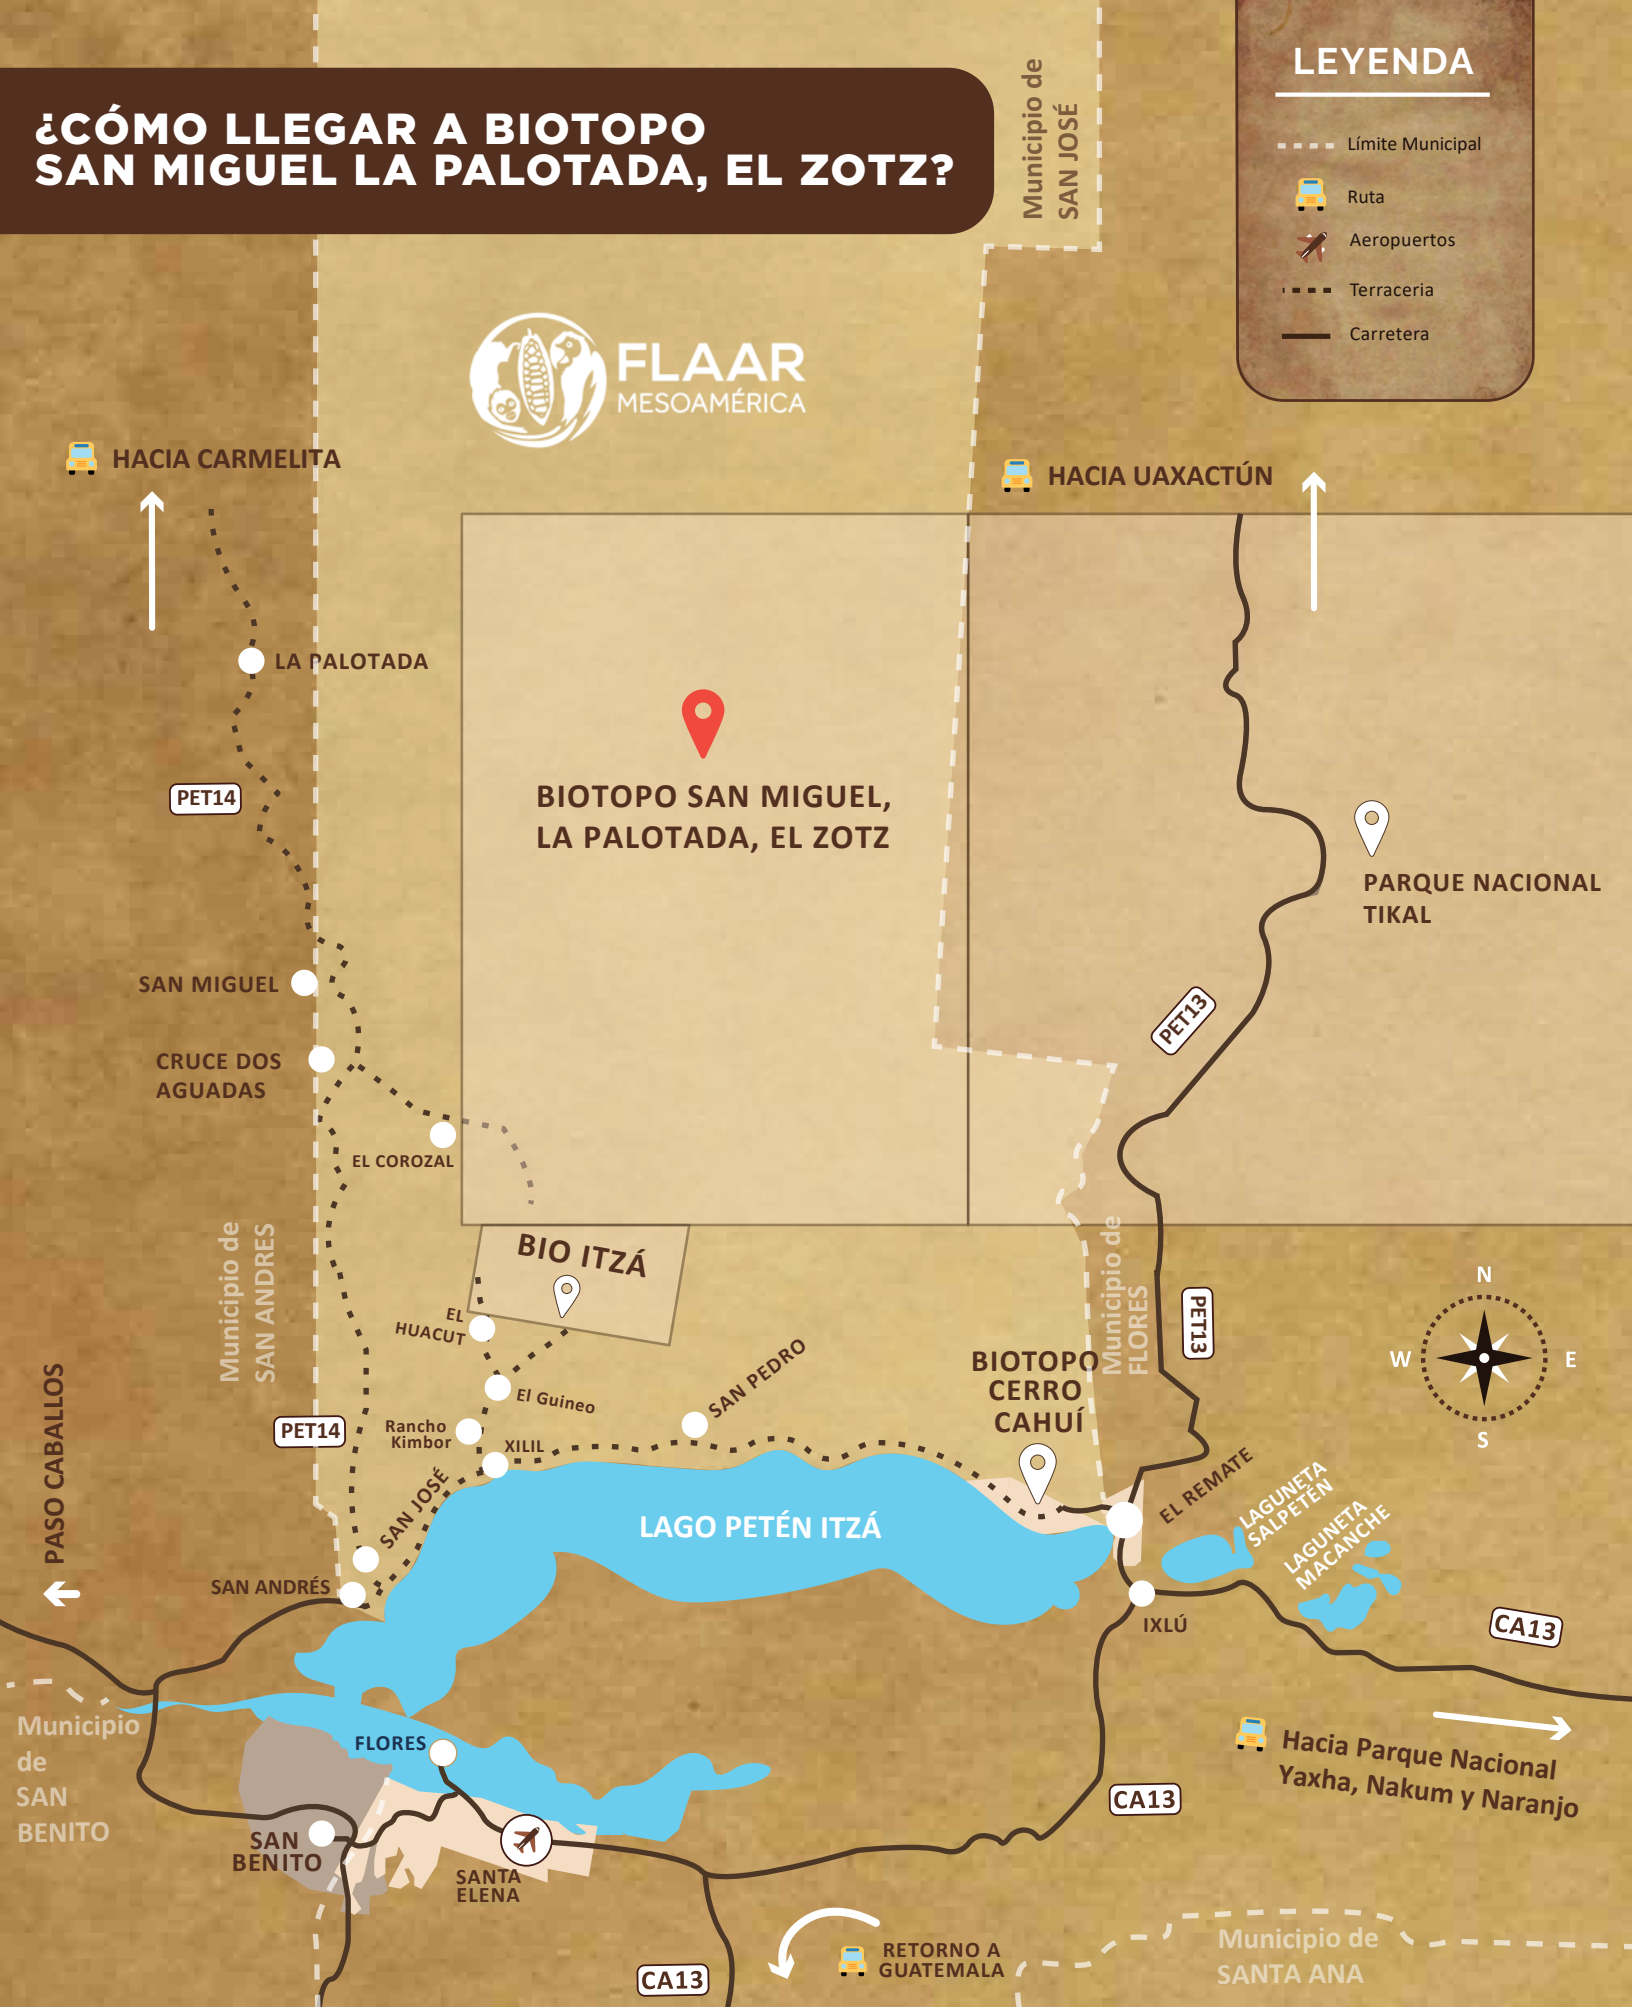 ¿CÓMO LLEGAR A BIOTOPO
SAN MIGUEL LA PALOTADA, EL ZOTZ?
Municipio de
SAN JOSÉ
LEYENDA
Límite Municipal
Ruta
Aeropuertos
Terraceria
Carretera
FLAAR
MESOAMÉRICA
HACIA CARMELITA
HACIA UAXACTÚN
LA PALOTADA
PET14
BIOTOPO SAN MIGUEL,
LA PALOTADA, EL ZOTZ
PARQUE NACIONAL
TIKAL
SAN MIGUEL
PET13
CRUCE DOS
AGUADAS
EL COROZAL
Municipio de
SAN ANDRES
BIO ITZÁ
Municipio de
FLORES
PET13
N
W
E
S
EL
HUACUT
El Guineo
SAN PEDRO
BIOTOPO
CERRO
CAHUÍ
PASO CABALLOS
PET14
Rancho
Kimbor
XILIL
SAN JOSÉ
EL REMATE
LAGUNETA
SALPETÉN
LAGUNETA
MACANCHE
LAGO PETÉN ITZÁ
SAN ANDRÉS
IXLÚ
CA13
Municipio
de
SAN
BENITO
FLORES
Hacia Parque Nacional
Yaxha, Nakum y Naranjo
CA13
SAN
BENITO
SANTA
ELENA
RETORNO A
GUATEMALA
CA13
Municipio de
SANTA ANA